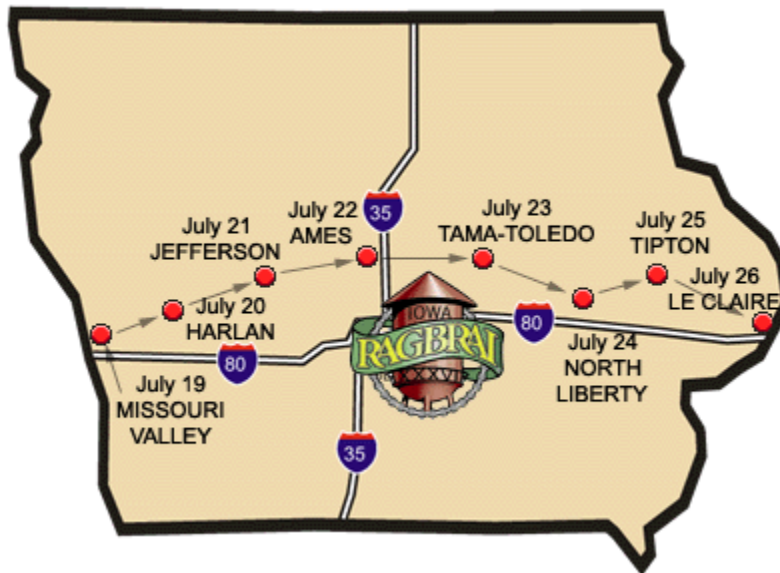 July 21
JEFFERSON
July 22
AMES
35
July 23
TAMA-TOLEDO
July 25
TIPTON
July 26
LE CLAIRE
July 20
HARLAN
IOWA
RAGBRAI
80
80
July 19
MISSOURI
VALLEY
July 24
NORTH
LIBERTY
35